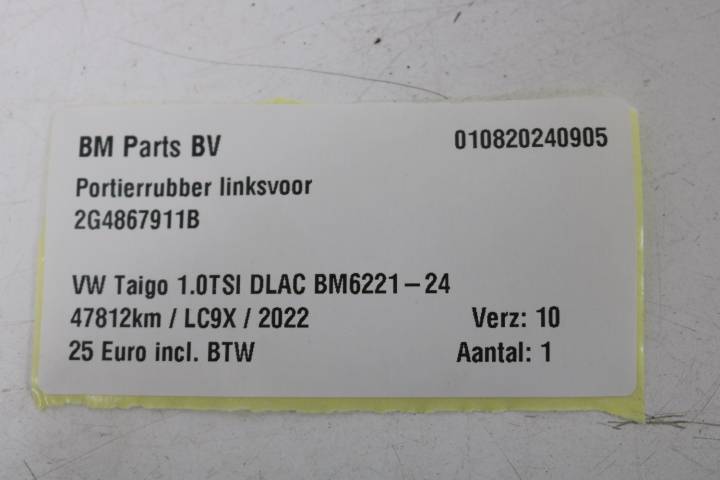 BM Parts BV 010820240905
Portierrubber linksvoor
2G4867911B
VW Taigo 1.0TSI DLAC BM6221-24
47812km / LC9X / 2022 Verz: 10
25 Euro incl. BTW Aantal: 1